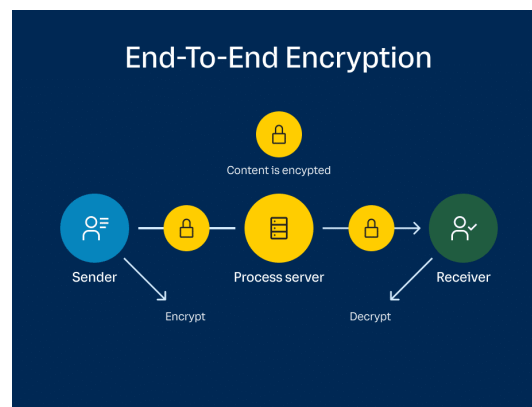 End-To-End Encryption
Content is encypted
Sender
Process server
Receiver
Encrypt
Decrypt